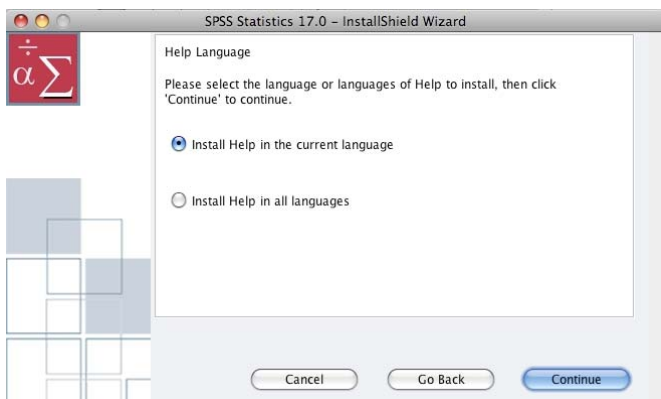 SPSS Statistics 17.0 – InstallShield Wizard
÷
α∑
Help Language
Please select the language or languages of Help to install, then click
'Continue' to continue.
Install Help in the current language
Install Help in all languages
Cancel
Go Back
Continue